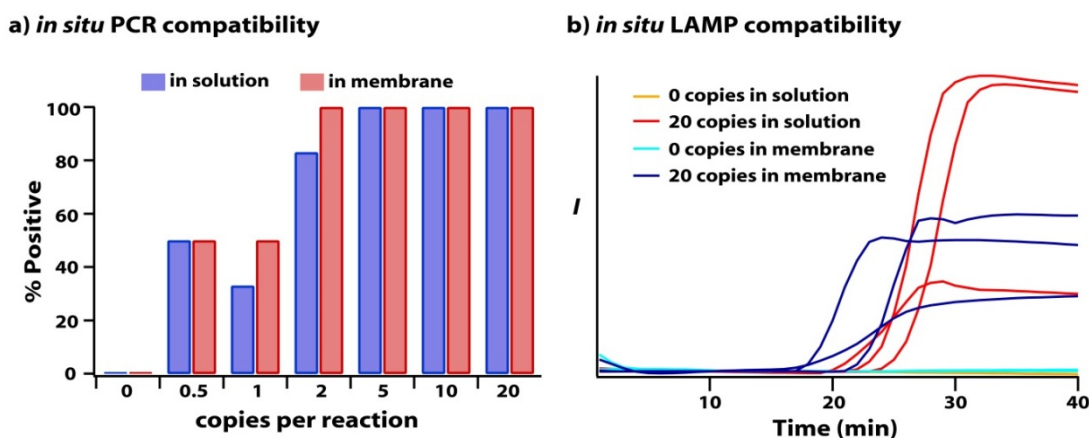 a) in situ PCR compatibility
in solution
in membrane
% Positive
100
80
60
40
20
0
0
0.5
1
2
5
10
20
copies per reaction
b) in situ LAMP compatibility
0 copies in solution
20 copies in solution
0 copies in membrane
20 copies in membrane
I
10
20
30
40
Time (min)